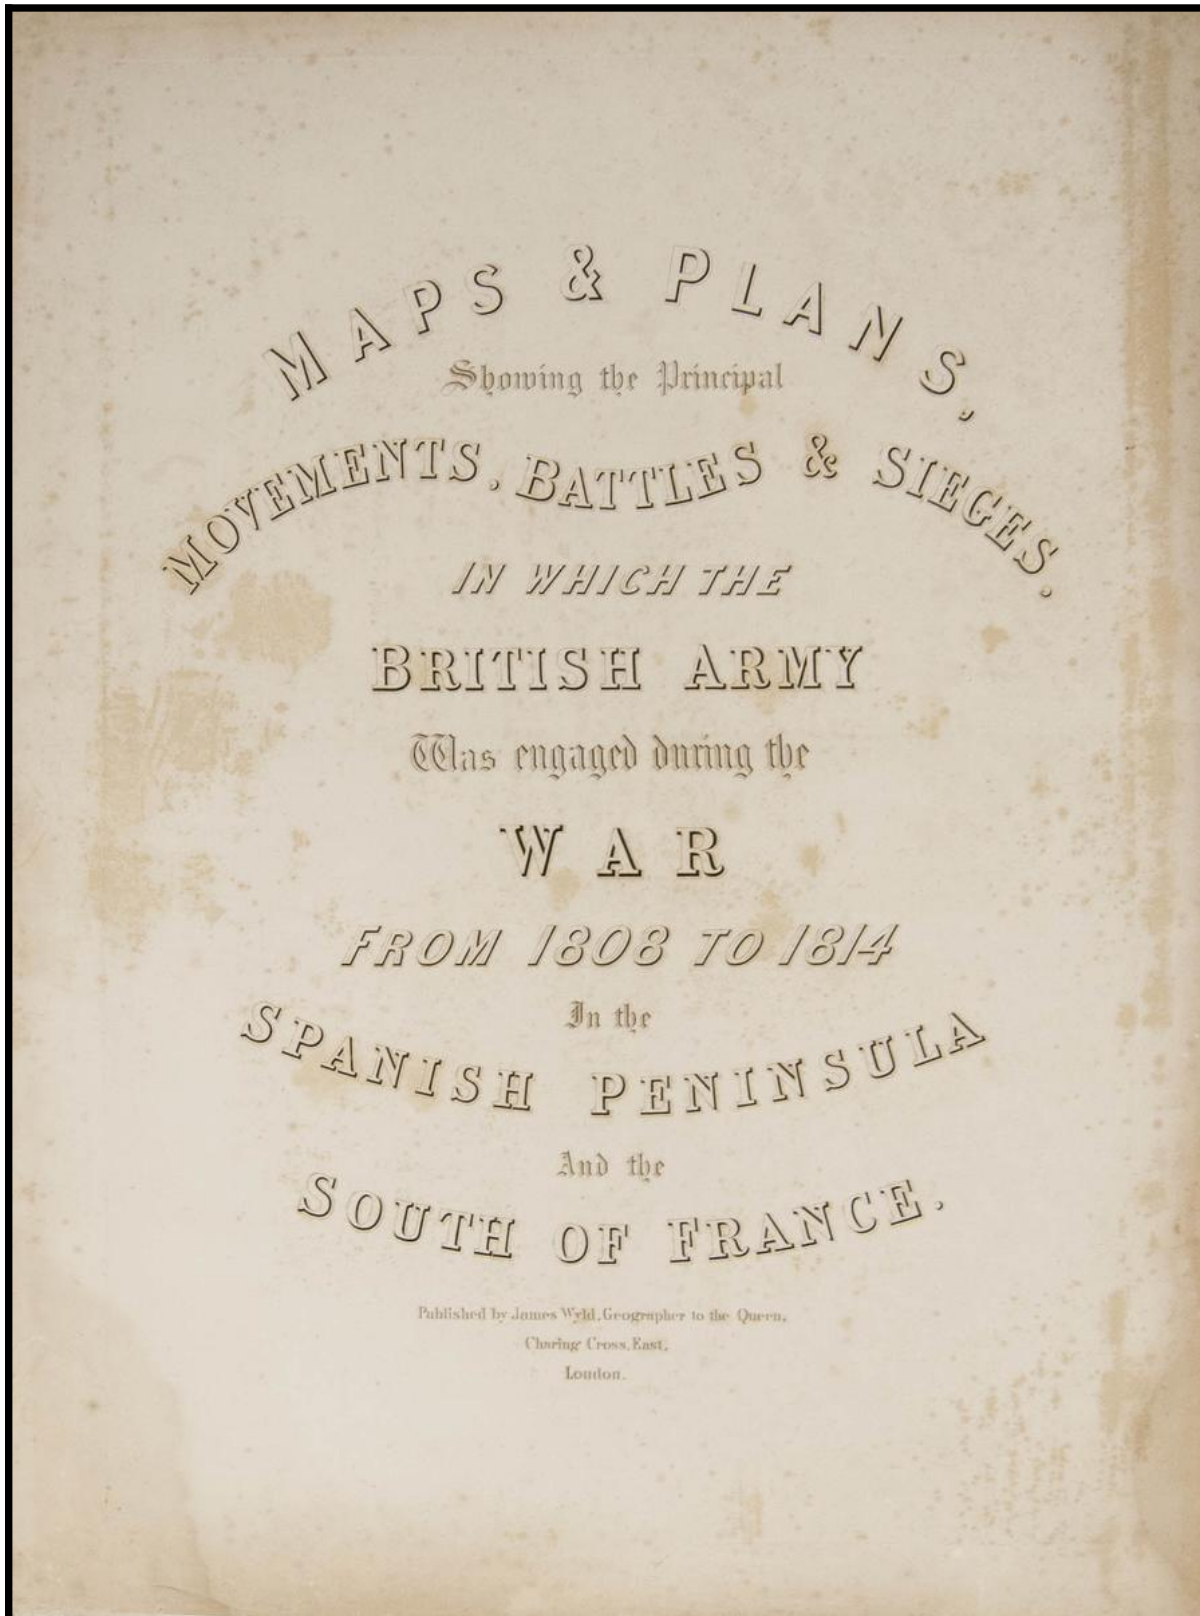 MAPS & PLANS,
Showing the Principal
MOVEMENTS, BATTLES & SIEGES.
IN WHICH THE
BRITISH ARMY
Was engaged during the
WAR
FROM 1808 TO 1814
In the
SPANISH PENINSULA
And the
SOUTH OF FRANCE.
Published by James Wyld, Geographer to the Queen,
Charing Cross, East,
London.